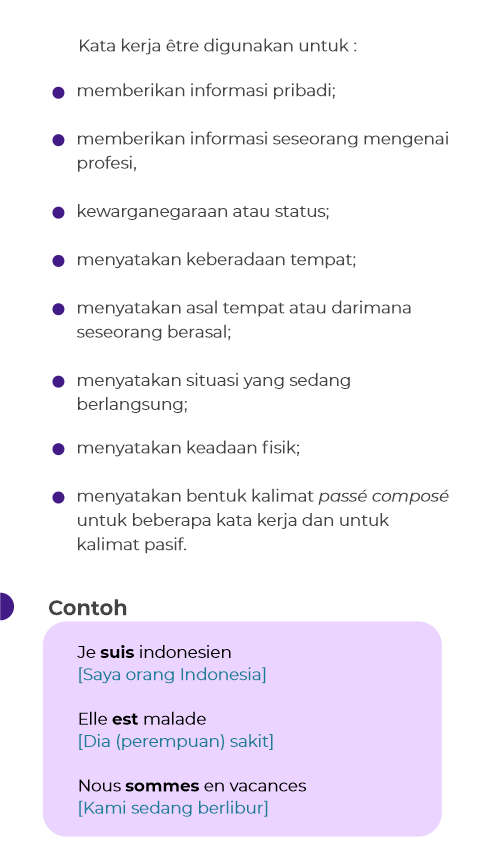 Kata kerja être digunakan untuk :
memberikan informasi pribadi;
memberikan informasi seseorang mengenai
profesi,
kewarganegaraan atau status;
menyatakan keberadaan tempat;
menyatakan asal tempat atau darimana
seseorang berasal;
menyatakan situasi yang sedang
berlangsung;
menyatakan keadaan fisik;
menyatakan bentuk kalimat passé composé
untuk beberapa kata kerja dan untuk
kalimat pasif.
Contoh
Je suis indonesien
[Saya orang Indonesia]
Elle est malade
[Dia (perempuan) sakit]
Nous sommes en vacances
[Kami sedang berlibur]